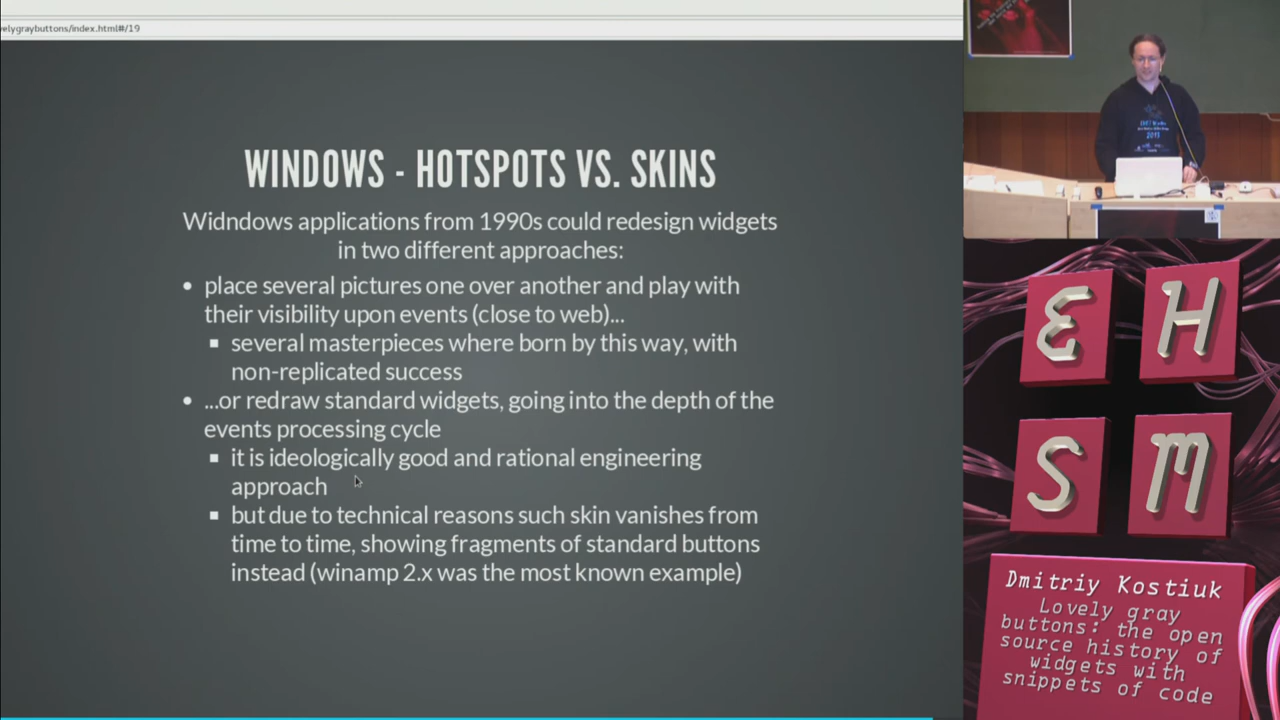 velygraybuttons/index.html#/19
WINDOWS - HOTSPOTS VS. SKINS
Widndows applications from 1990s could redesign widgets
in two different approaches:
• place several pictures one over another and play with
their visibility upon events (close to web)...
▪ several masterpieces where born by this way, with
non-replicated success
• ...or redraw standard widgets, going into the depth of the
events processing cycle
▪ it is ideologically good and rational engineering
approach
▪ but due to technical reasons such skin vanishes from
time to time, showing fragments of standard buttons
instead (winamp 2.x was the most known example)
2013
E H
S M
Dmitriy Kostiuk
Lovely gray
buttons: the open
source history of
widgets with
snippets of code